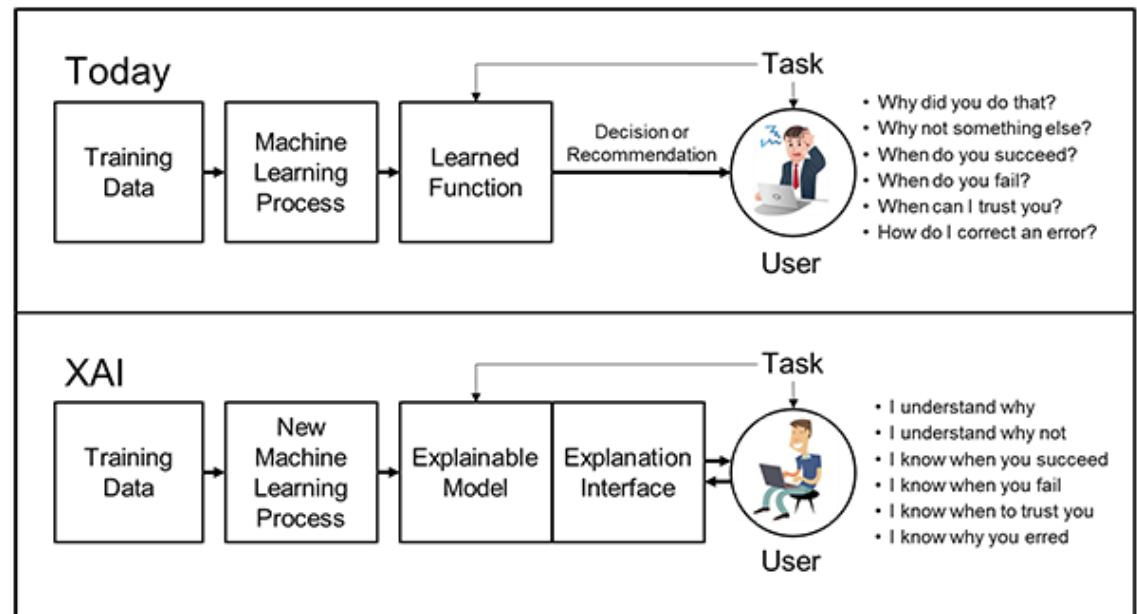 Today
Task
Training
Data
Machine
Learning
Process
Learned
Function
Decision or
Recommendation
User
• Why did you do that?
• Why not something else?
• When do you succeed?
• When do you fail?
• When can I trust you?
• How do I correct an error?
XAI
Task
Training
Data
New
Machine
Learning
Process
Explainable
Model
Explanation
Interface
User
• I understand why
• I understand why not
• I know when you succeed
• I know when you fail
• I know when to trust you
• I know why you erred